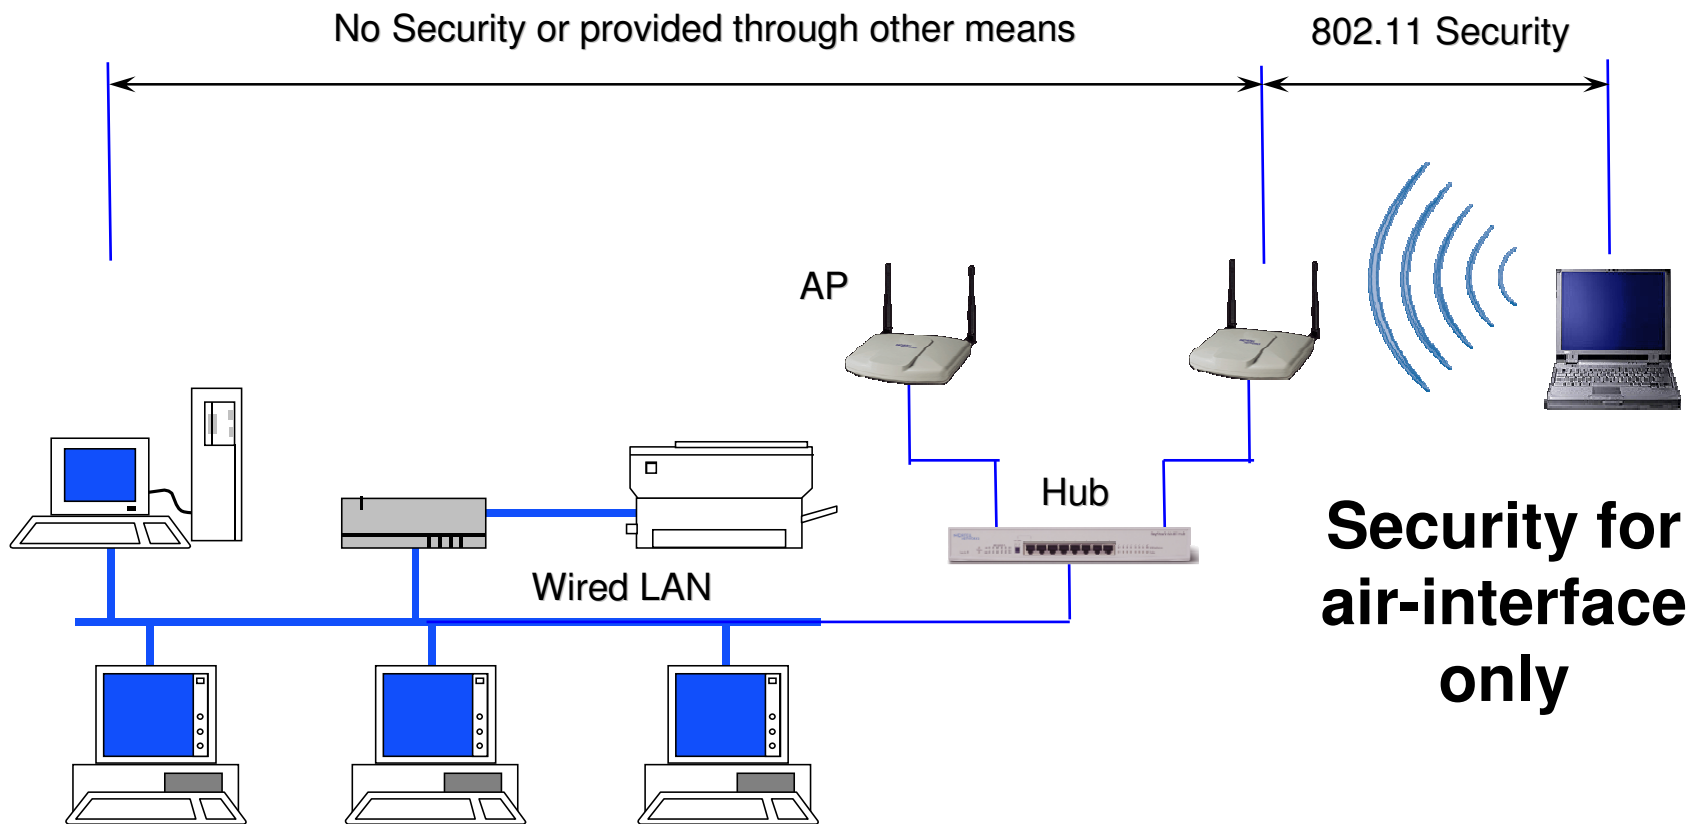 No Security or provided through other means
802.11 Security
AP
Hub
Wired LAN
Security for
air-interface
only